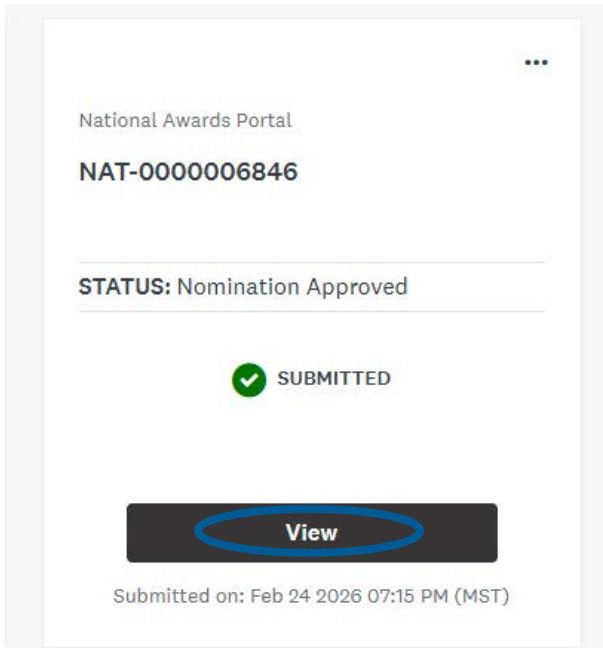 ...
National Awards Portal
NAT-0000006846
STATUS: Nomination Approved
SUBMITTED
View
Submitted on: Feb 24 2026 07:15 PM (MST)